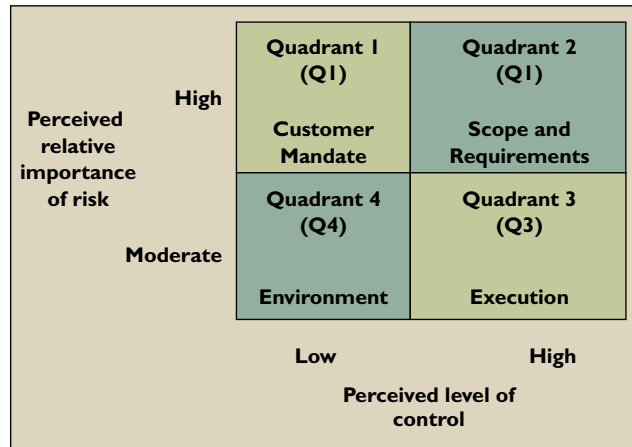 Quadrant 1
(Q1)
Customer
Mandate
Quadrant 2
(Q1)
Scope and
Requirements
High
Perceived
relative
importance
of risk
Quadrant 4
(Q4)
Environment
Quadrant 3
(Q3)
Execution
Moderate
Low
High
Perceived level of
control